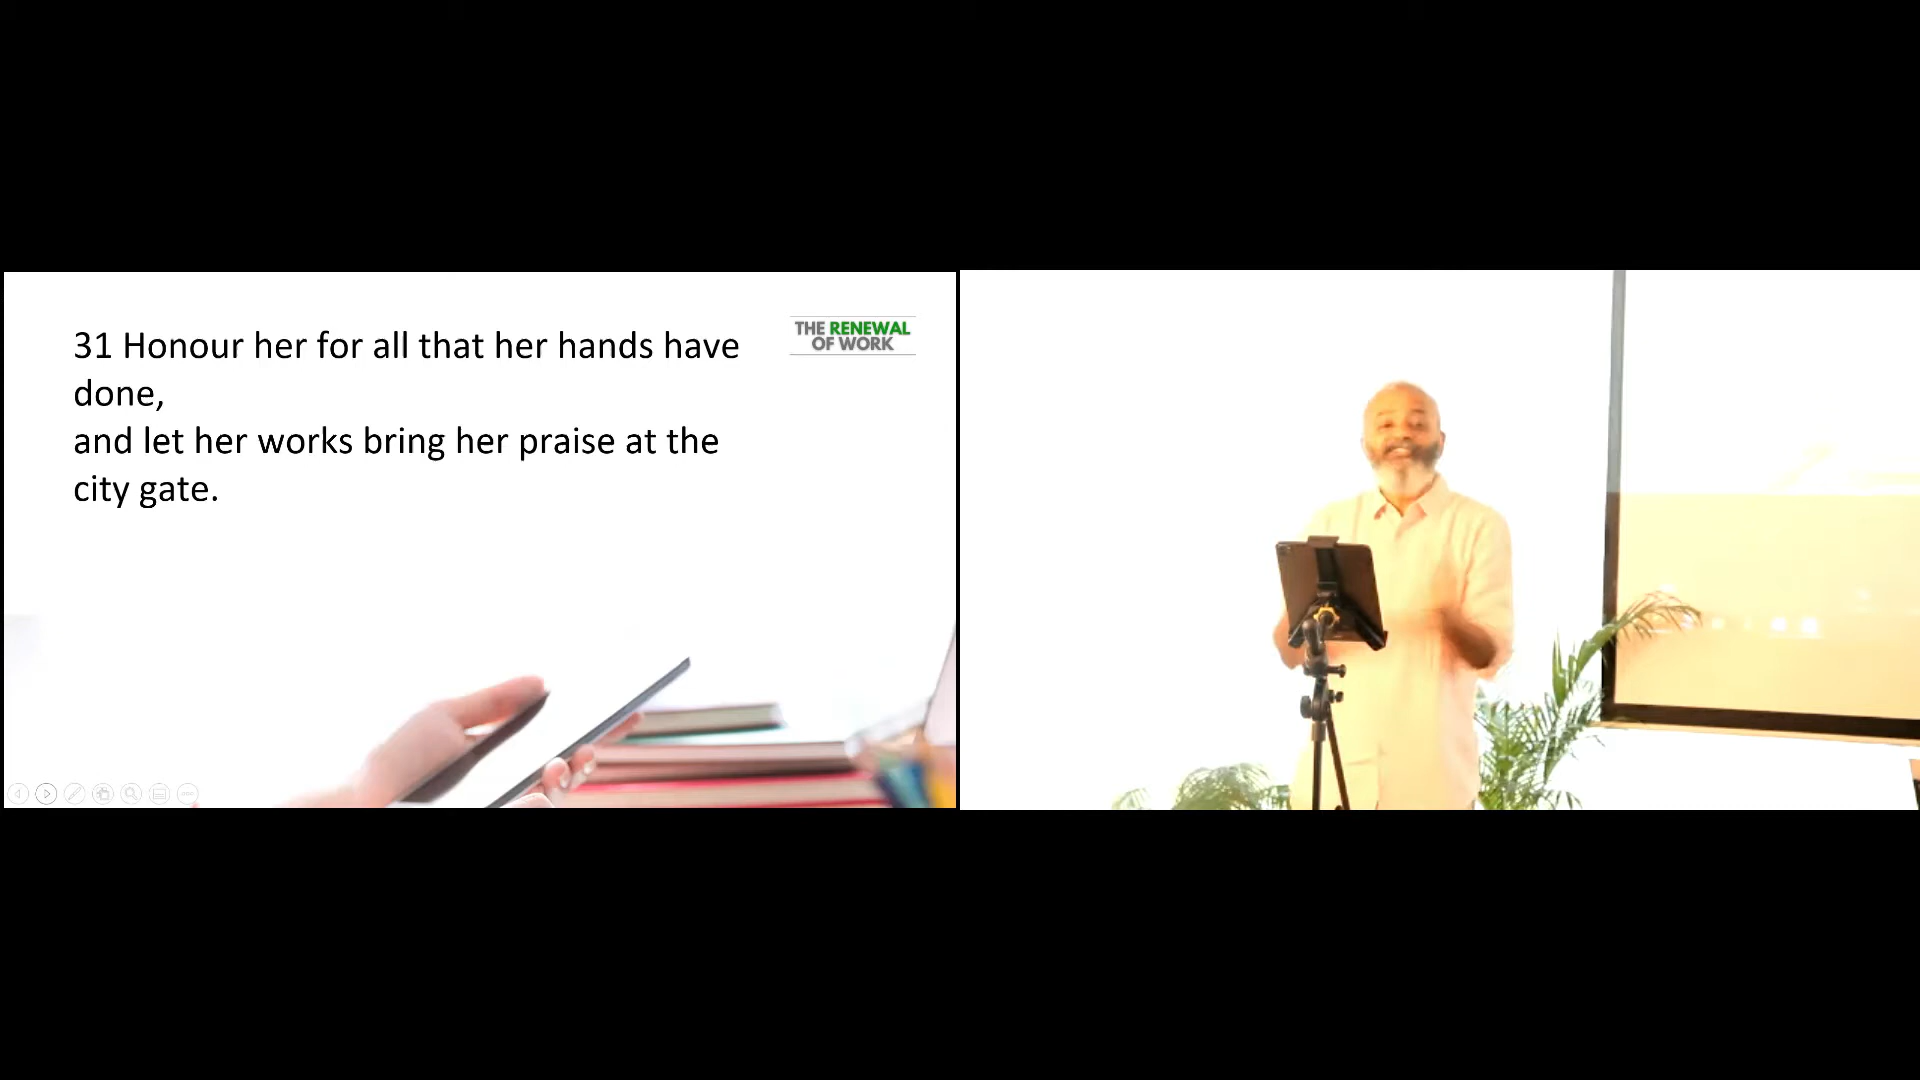 31 Honour her for all that her hands have
done,
and let her works bring her praise at the
city gate.
THE RENEWAL
OF WORK